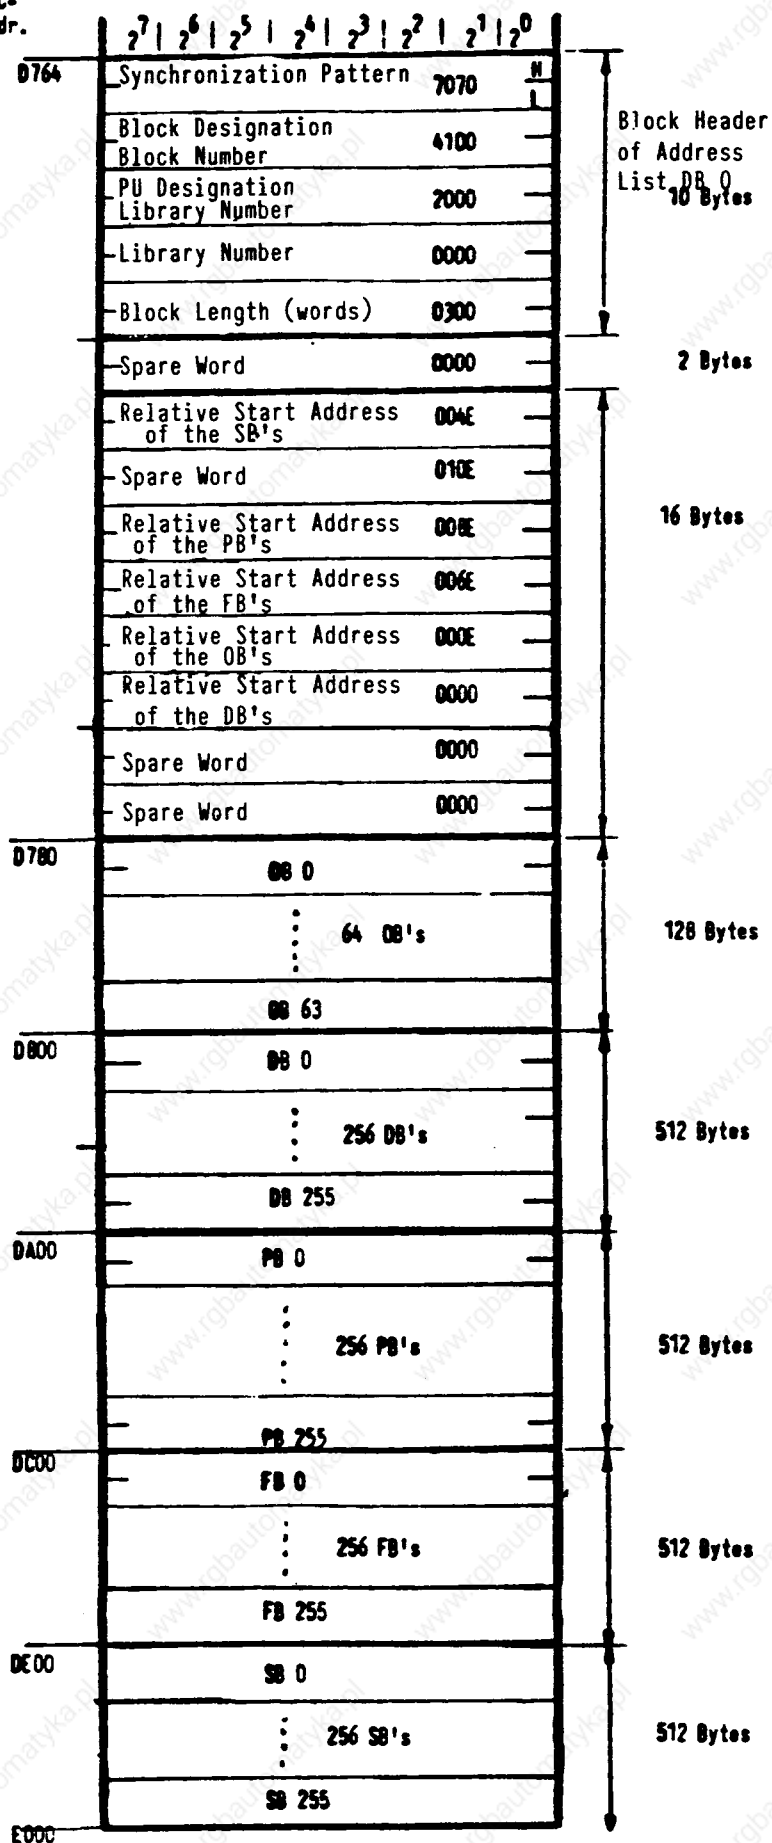 dr.
2⁷ | 2⁶ | 2⁵ | 2⁴ | 2³ | 2² | 2¹ | 2⁰
D764
Synchronization Pattern 7070 H
L
Block Header
of Address
List DB 0
10 Bytes
Block Designation
Block Number 4100
PU Designation
Library Number 2000
Library Number 0000
Block Length (words) 0300
Spare Word 0000 2 Bytes
Relative Start Address 004E
of the SB's
Spare Word 010E
16 Bytes
Relative Start Address
of the PB's
Relative Start Address 006E
of the FB's
Relative Start Address 000E
of the OB's
Relative Start Address 0000
of the DB's
Spare Word 0000
Spare Word 0000
D780
0
64 128 Bytes
63
D800
DB 0
256 DB's 512 Bytes
DB 255
DA00
PB 0
256 PB's 512 Bytes
PB 255
DC00
FB 0
256 FB's 512 Bytes
FB 255
DE00
SB 0
256 SB's 512 Bytes
SB 255
E000
www.rgbautomatyka.pl